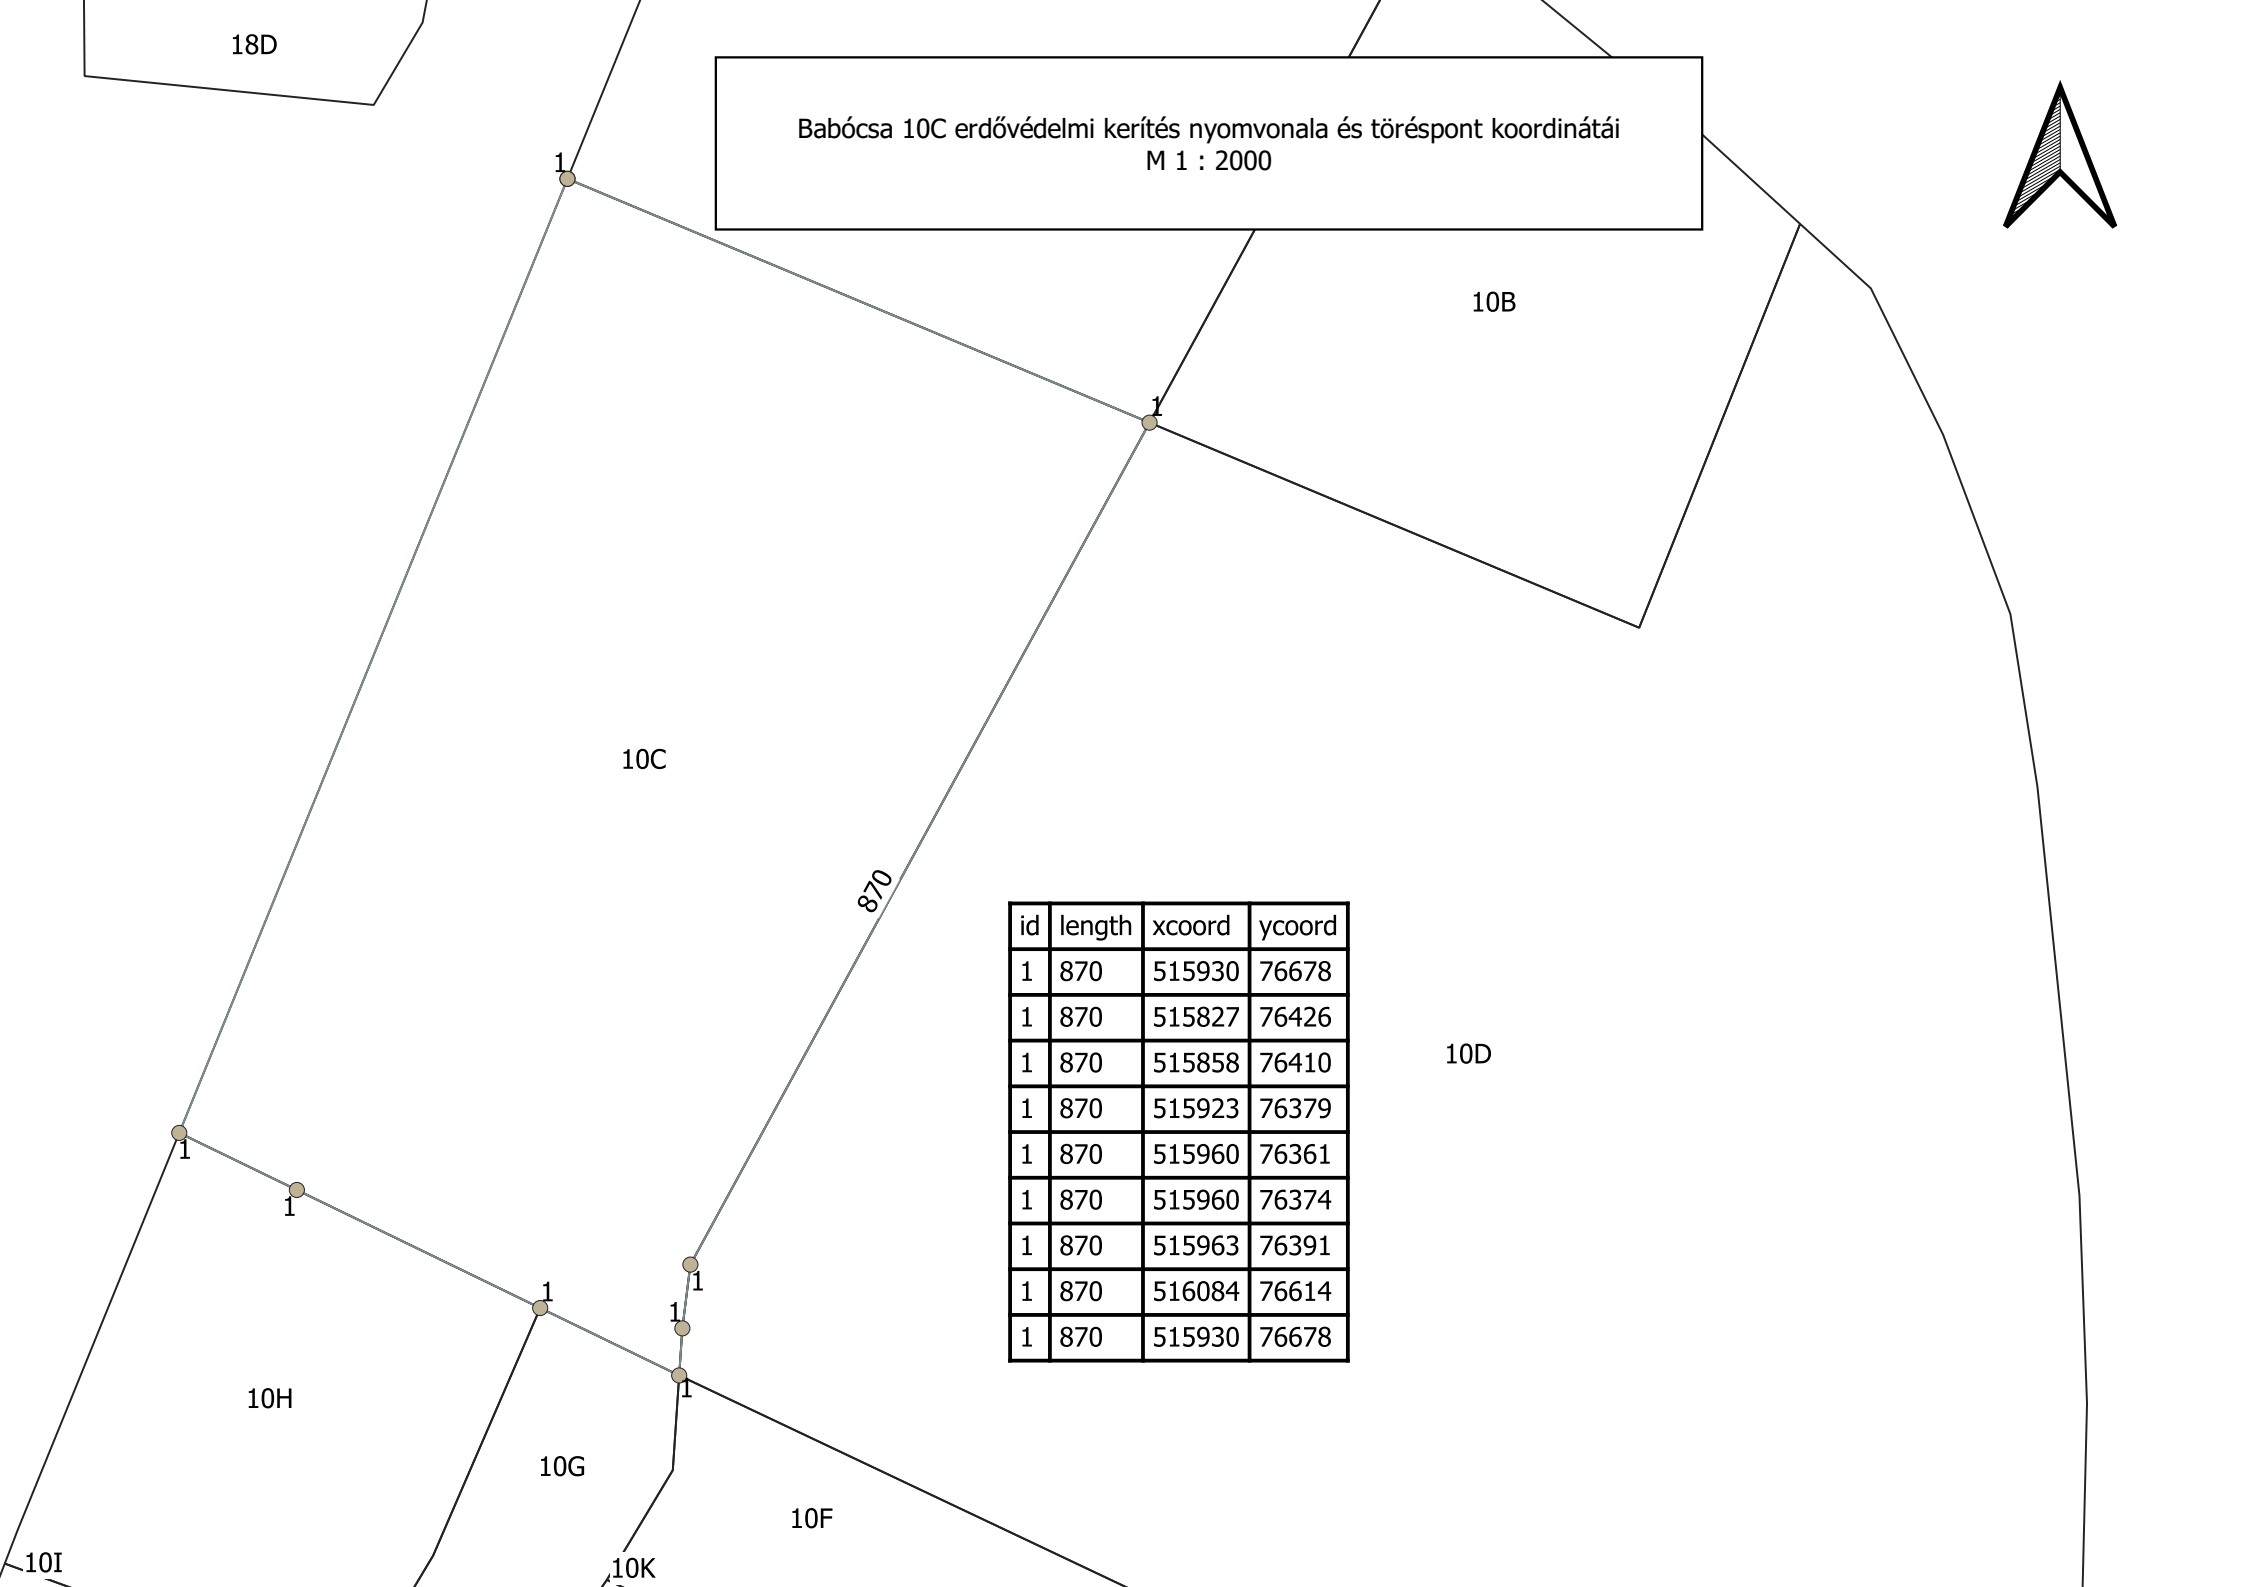 18D
Babócsa 10C erdővédelmi kerítés nyomvonala és töréspont koordinátái
M 1 : 2000
1
10B
1
10C
870
id length xcoord ycoord
1 870 515930 76678
1 870 515827 76426
1 870 515858 76410
1 870 515923 76379
1 870 515960 76361
1 870 515960 76374
1 870 515963 76391
1 870 516084 76614
1 870 515930 76678
10D
1
1
1
1
1
1
10H
10G
10F
10I
10K